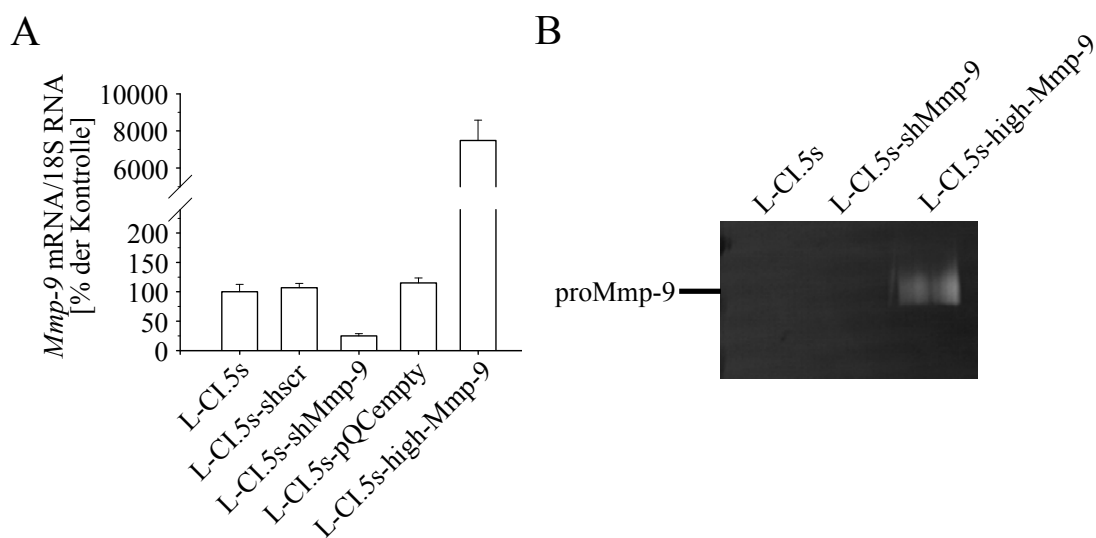 A
Mmp-9 mRNA/18S RNA
[% der Kontrolle]
10000
8000
6000
200
150
100
50
0
L-CI.5s
L-CI.5s-shscr
L-CI.5s-shMmp-9
L-CI.5s-pQCempty
L-CI.5s-high-Mmp-9
B
L-CI.5s
L-CI.5s-shMmp-9
L-CI.5s-high-Mmp-9
proMmp-9